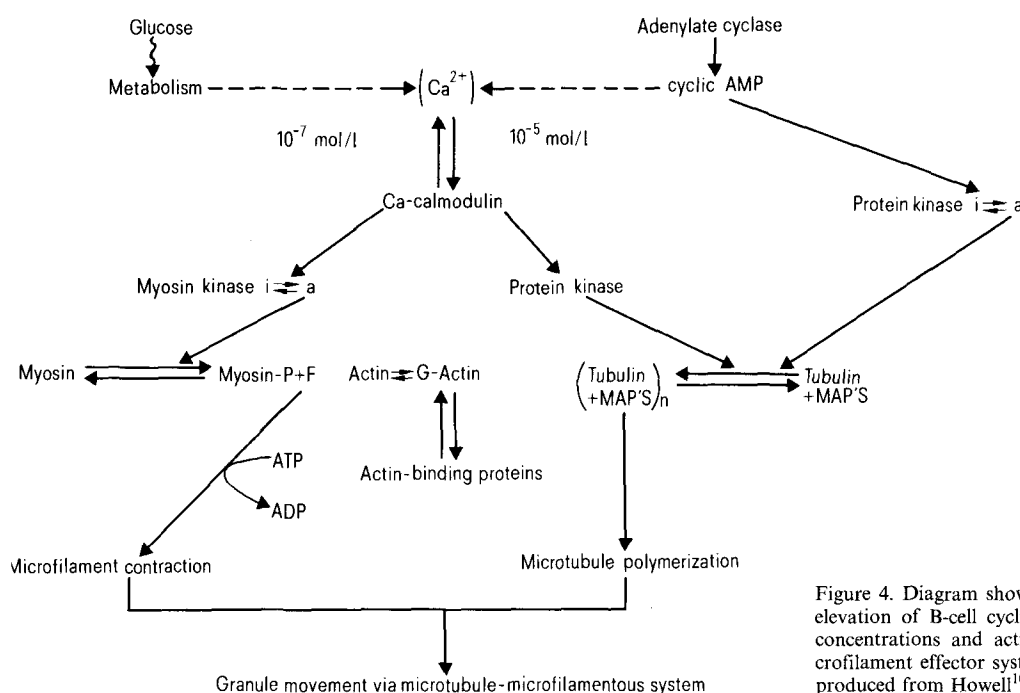 Glucose
Adenylate cyclase
Metabolism
(Ca2+)
cyclic AMP
10-7 mol/l
10-5 mol/l
Ca-calmodulin
Protein kinase i ⇌ a
Myosin kinase i ⇌ a
Protein kinase
Myosin
Myosin-P+F
Actin ⇌ G-Actin
(Tubulin
+MAP'S)n
Tubulin
+MAP'S
ATP
Actin-binding proteins
ADP
Microfilament contraction
Microtubule polymerization
Granule movement via microtubule-microfilamentous system
Figure 4. Diagram show
elevation of B-cell cycl
concentrations and act
crofilament effector syst
produced from Howell